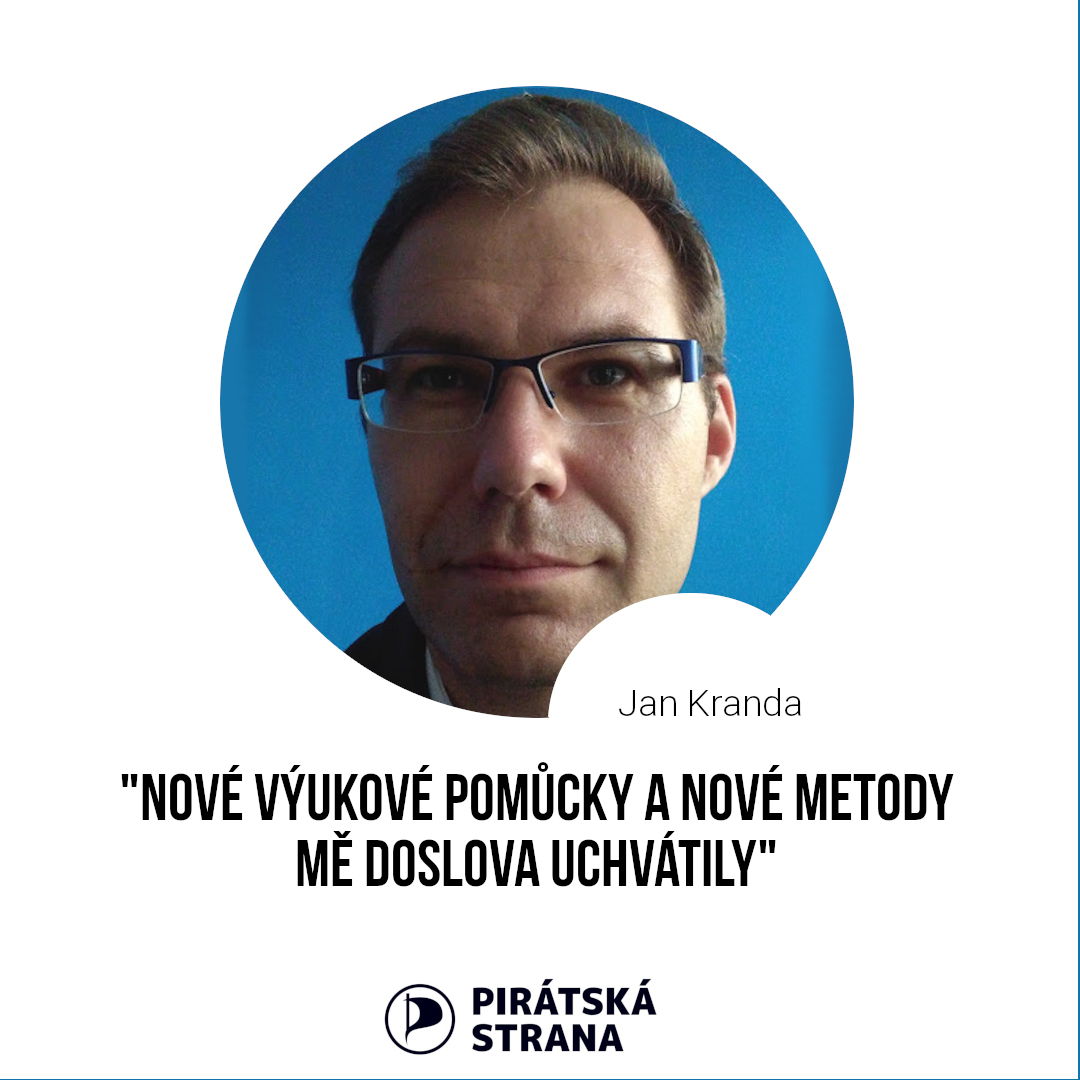 Jan Kranda
"NOVÉ VÝUKOVÉ POMŮCKY A NOVÉ METODY
MĚ DOSLOVA UCHVÁTILY"
PIRÁTSKÁ
STRANA